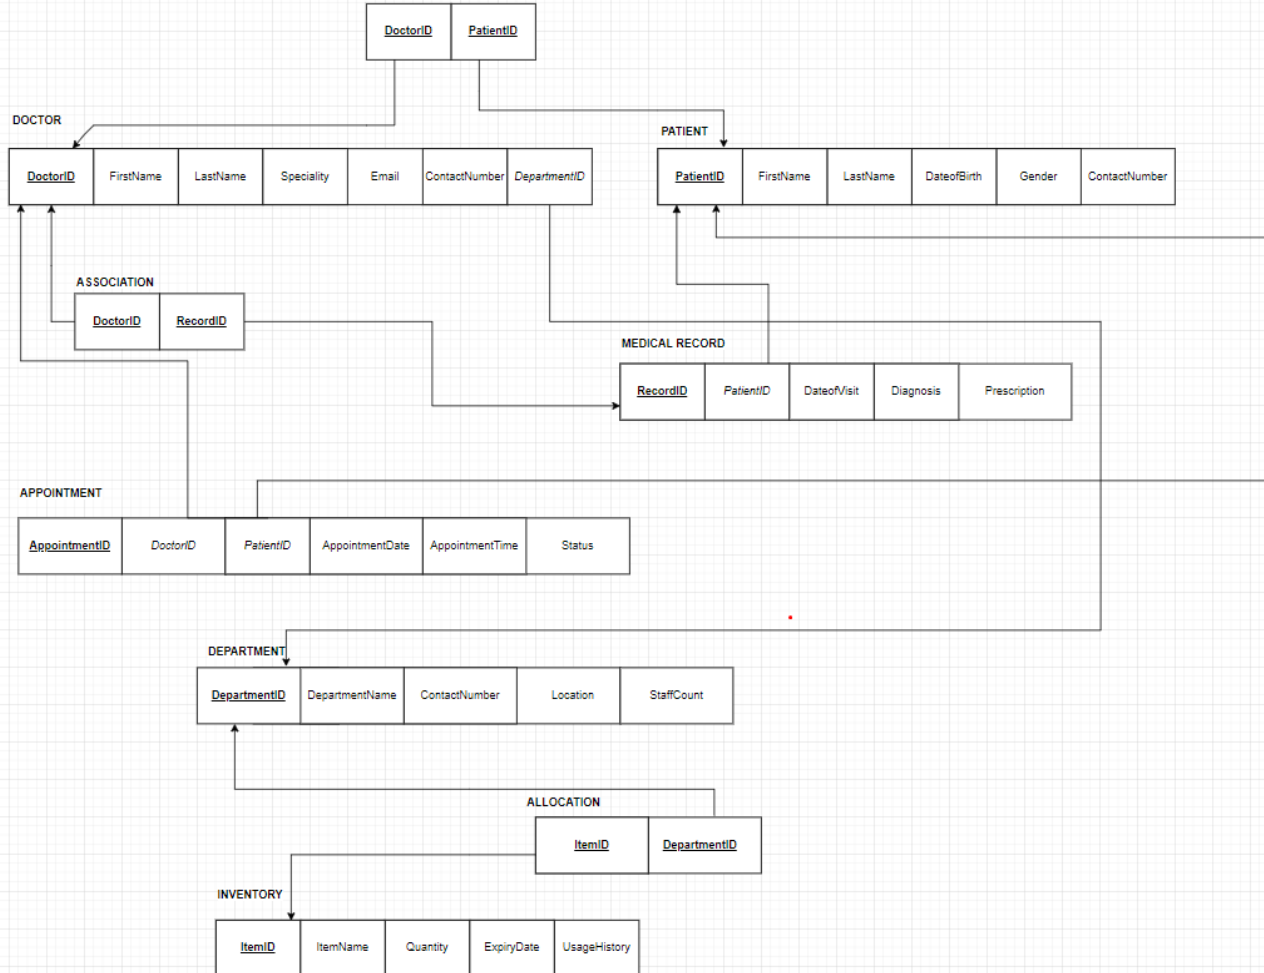 DoctorID PatientID
DOCTOR
PATIENT
DoctorID FirstName LastName Speciality Email ContactNumber DepartmentID
PatientID FirstName LastName DateofBirth Gender ContactNumber
ASSOCIATION
DoctorID RecordID
MEDICAL RECORD
RecordID PatientID DateofVisit Diagnosis Prescription
APPOINTMENT
AppointmentID DoctorID PatientID AppointmentDate AppointmentTime Status
DEPARTMENT
DepartmentID DepartmentName ContactNumber Location StaffCount
ALLOCATION
ItemID DepartmentID
INVENTORY
ItemID ItemName Quantity ExpiryDate UsageHistory